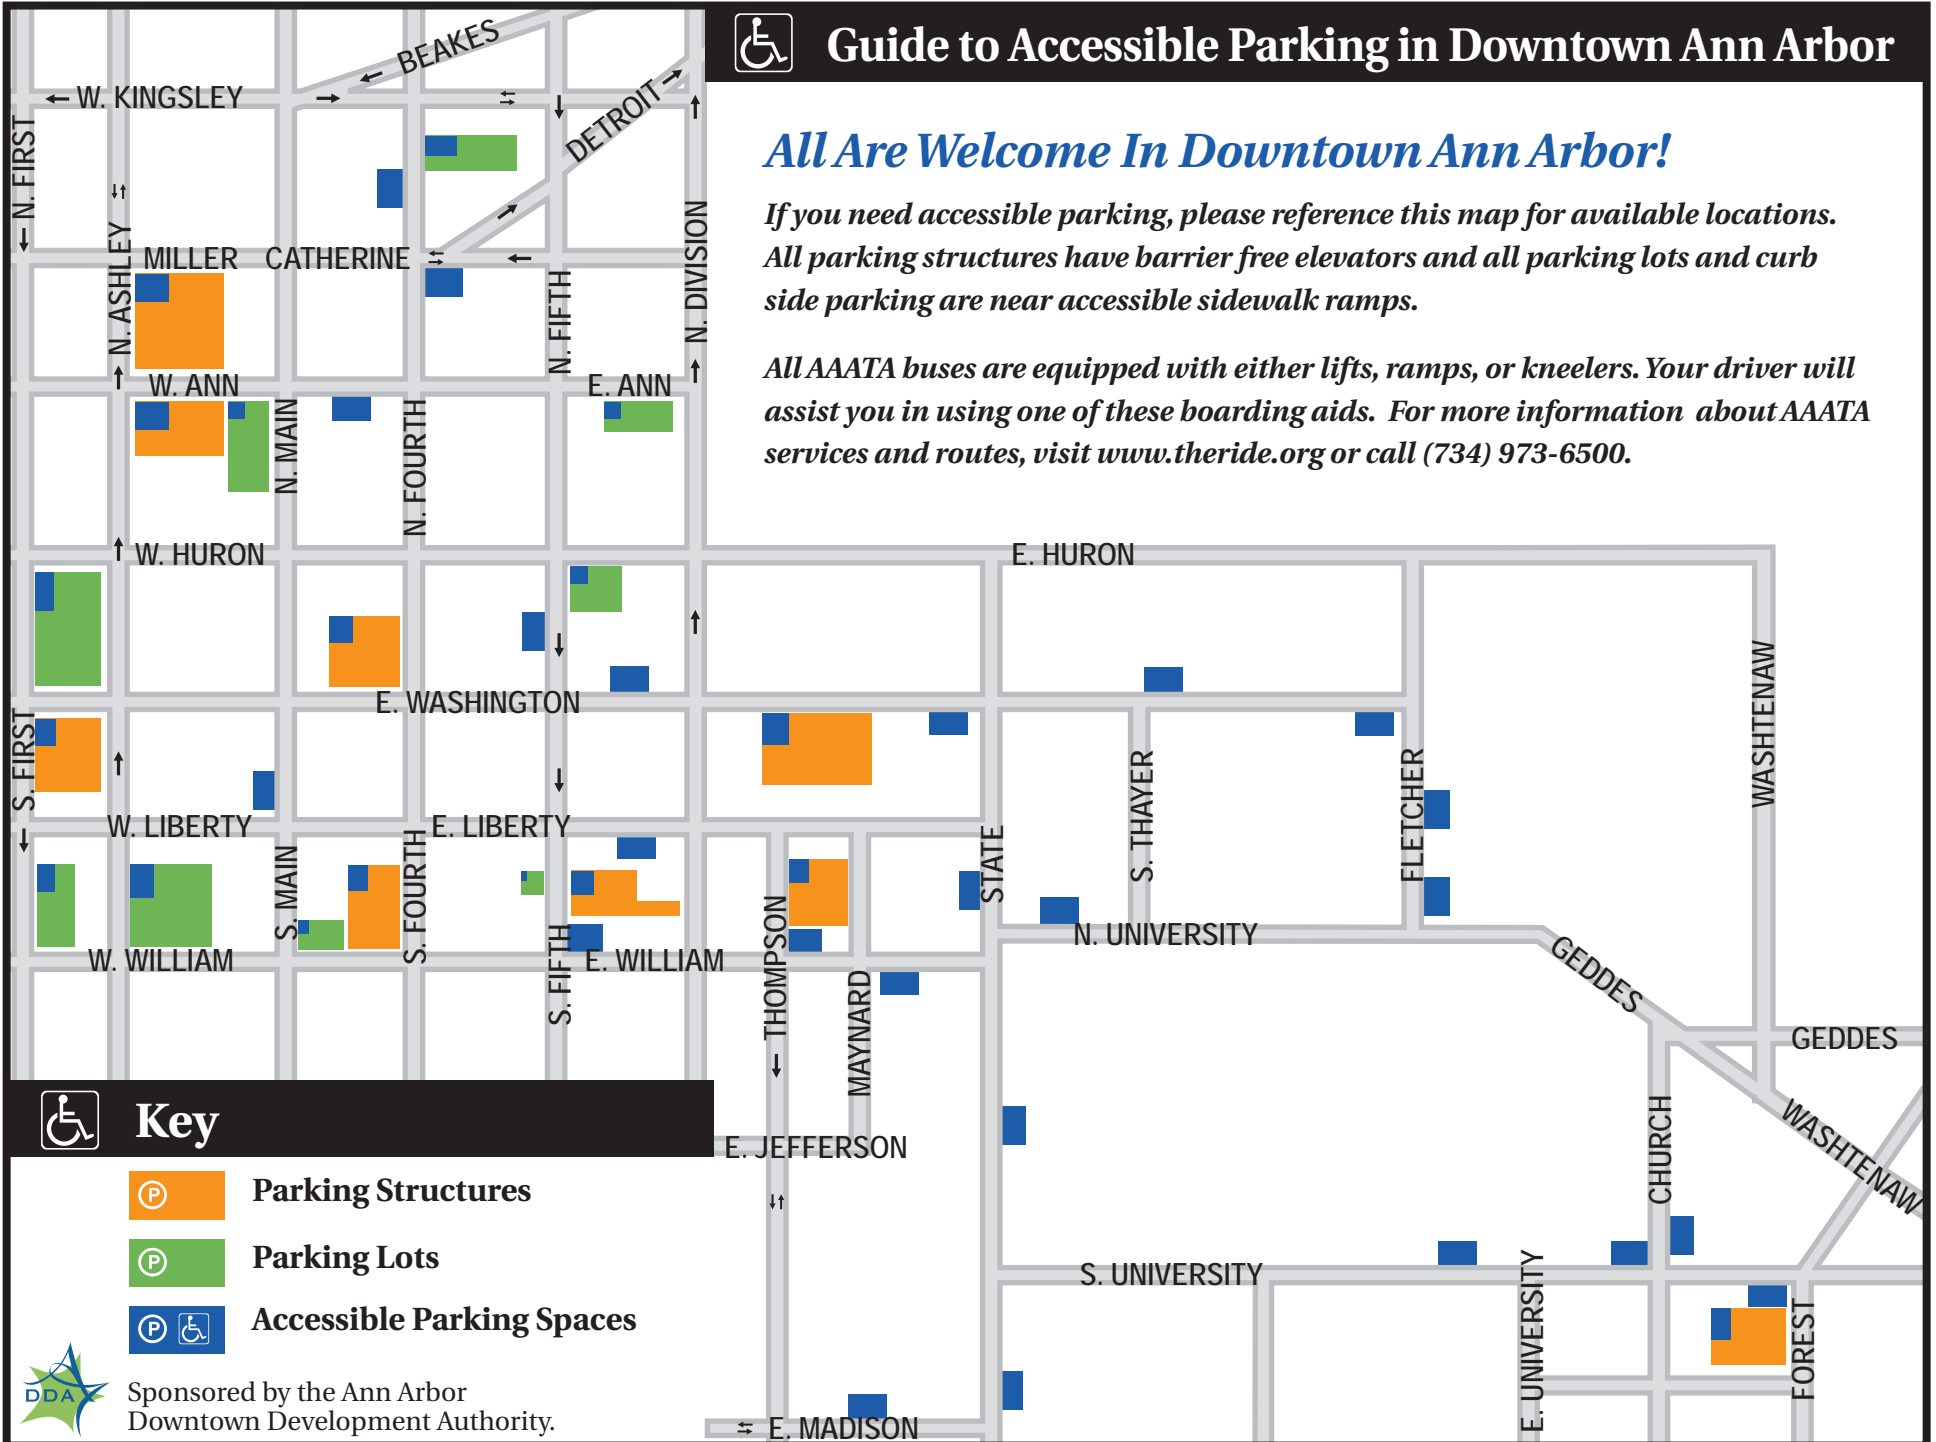 Guide to Accessible Parking in Downtown Ann Arbor
All Are Welcome In Downtown Ann Arbor!
If you need accessible parking, please reference this map for available locations.
All parking structures have barrier free elevators and all parking lots and curb
side parking are near accessible sidewalk ramps.
All AAATA buses are equipped with either lifts, ramps, or kneelers. Your driver will
assist you in using one of these boarding aids. For more information about AAATA
services and routes, visit www.theride.org or call (734) 973-6500.
BEAKES
W. KINGSLEY
DETROIT
N. FIRST
N. ASHLEY
MILLER
CATHERINE
N. DIVISION
N. FIFTH
W. ANN
E. ANN
N. MAIN
N. FOURTH
W. HURON
E. HURON
E. WASHINGTON
WASHTENAW
S. FIRST
S. THAYER
FLETCHER
W. LIBERTY
E. LIBERTY
STATE
S. MAIN
S. FOURTH
S. FIFTH
THOMPSON
N. UNIVERSITY
W. WILLIAM
E. WILLIAM
MAYNARD
GEDDES
GEDDES
WASHTENAW
CHURCH
E. JEFFERSON
S. UNIVERSITY
E. UNIVERSITY
FOREST
E. MADISON
Key
P
Parking Structures
P
Parking Lots
P
Accessible Parking Spaces
DDA
Sponsored by the Ann Arbor
Downtown Development Authority.